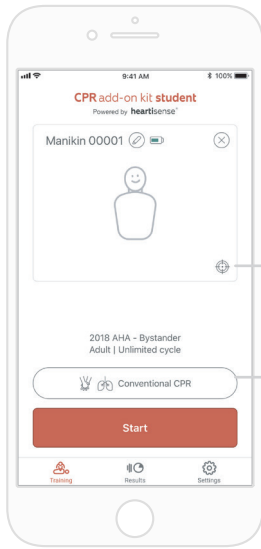 9:41 AM
100%
CPR add-on kit student
Powered by heartisense
Manikin 00001
2018 AHA - Bystander
Adult | Unlimited cycle
Conventional CPR
Start
Training
Results
Settings